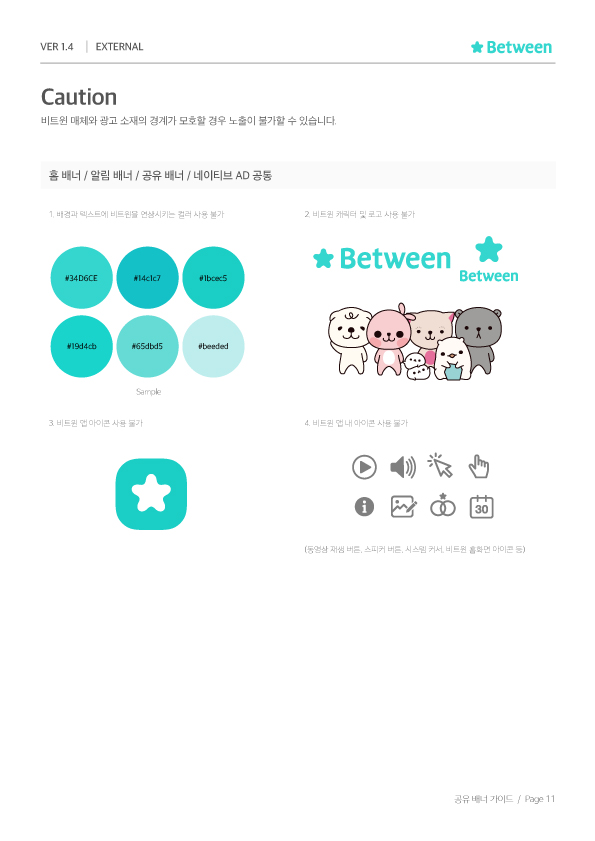 VER 1.4 | EXTERNAL
Between
Caution
비트윈 매체와 광고 소재의 경계가 모호할 경우 노출이 불가할 수 있습니다.
홈 배너 / 알림 배너 / 공유 배너 / 네이티브 AD 공통
1. 배경과 텍스트에 비트윈을 연상시키는 컬러 사용 불가
#34D6CE
#14c1c7
#1bcec5
#19d4cb
#65dbd5
#beeded
Sample
2. 비트윈 캐릭터 및 로고 사용 불가
Between
Between
3. 비트윈 앱 아이콘 사용 불가
4. 비트윈 앱 내 아이콘 사용 불가
30
(동영상 재생 버튼, 스피커 버튼, 시스템 커서, 비트윈 홈화면 아이콘 등)
공유 배너 가이드 / Page 11